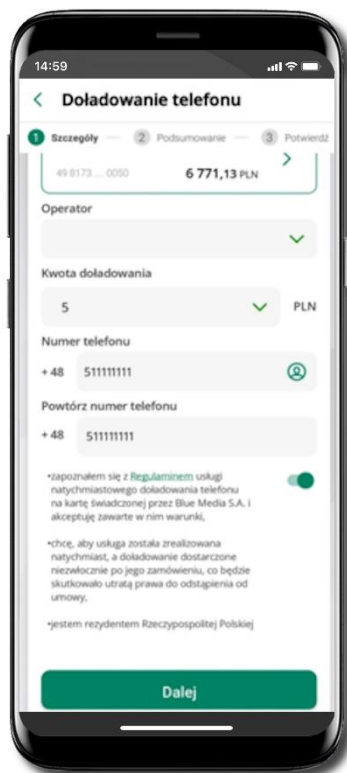 14:59
Doładowanie telefonu
1 Szczegóły 2 Podsumowanie 3 Potwierdź
49 8173 ... 0050 6 771,13 PLN
Operator
Kwota doładowania
5 PLN
Numer telefonu
+ 48 511111111
Powtórz numer telefonu
+ 48 511111111
•zapoznałem się z Regulaminem usługi
natychmiastowego doładowania telefonu
na kartę świadczonej przez Blue Media S.A. i
akceptuję zawarte w nim warunki,
•chcę, aby usługa została zrealizowana
natychmiast, a doładowanie dostarczone
niezwłocznie po jego zamówieniu, co będzie
skutkowało utratą prawa do odstąpienia od
umowy,
•jestem rezydentem Rzeczypospolitej Polskiej
Dalej